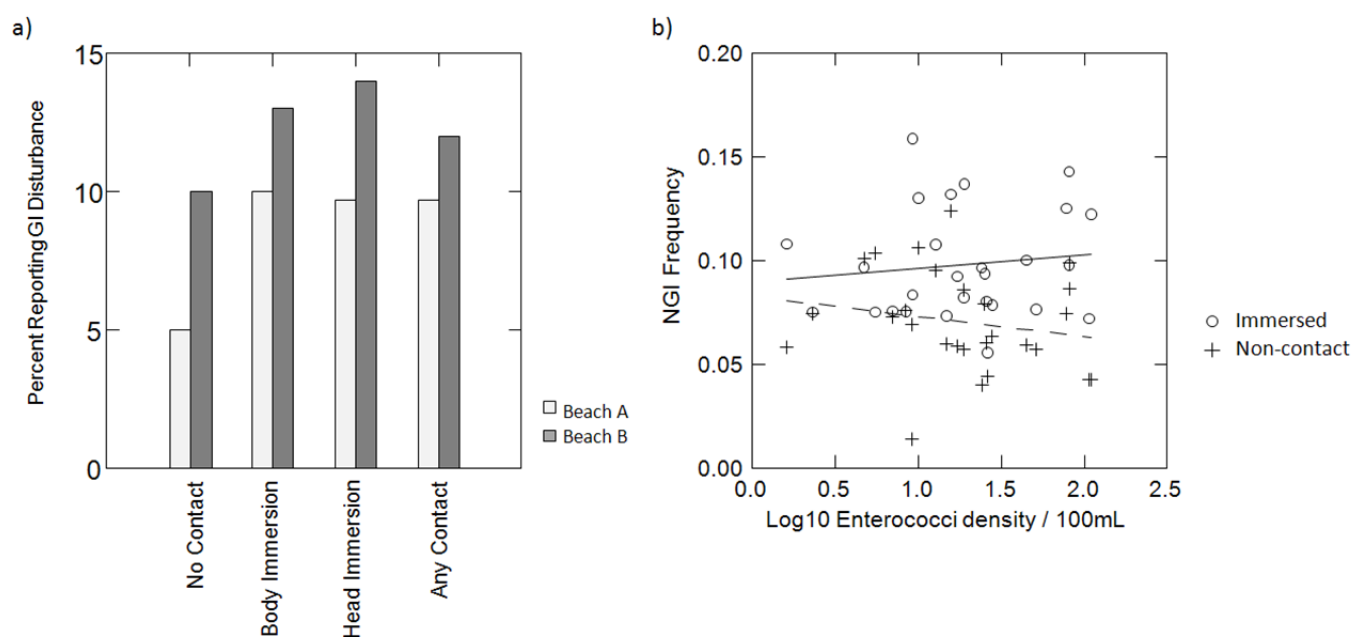 a)
Percent ReportingGI Disturbance
15
10
5
0
No Contact
Body Immersion
Head Immersion
Any Contact
Beach A
Beach B
b)
NGI Frequency
0.20
0.15
0.10
0.05
0.00
0.0 0.5 1.0 1.5 2.0 2.5
Log10 Enterococci density / 100mL
Immersed
Non-contact